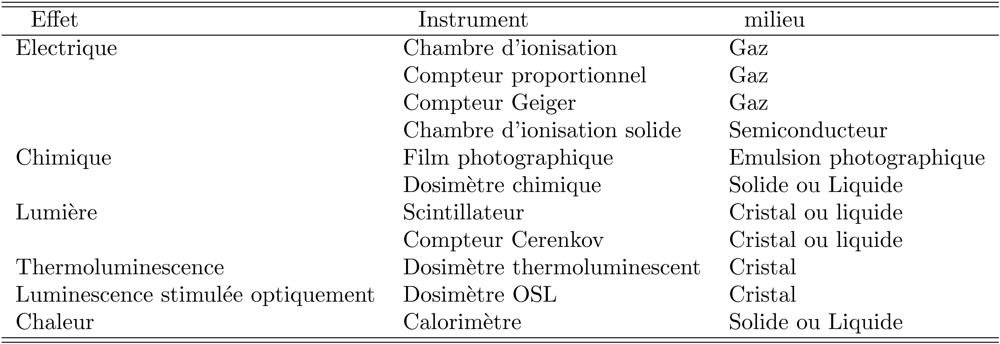 Effet Instrument milieu
Electrique Chambre d'ionisation Gaz
Compteur proportionnel Gaz
Compteur Geiger Gaz
Chambre d'ionisation solide Semiconducteur
Chimique Film photographique Emulsion photographique
Dosimètre chimique Solide ou Liquide
Lumière Scintillateur Cristal ou liquide
Compteur Cerenkov Cristal ou liquide
Thermoluminescence Dosimètre thermoluminescent Cristal
Luminescence stimulée optiquement Dosimètre OSL Cristal
Chaleur Calorimètre Solide ou Liquide